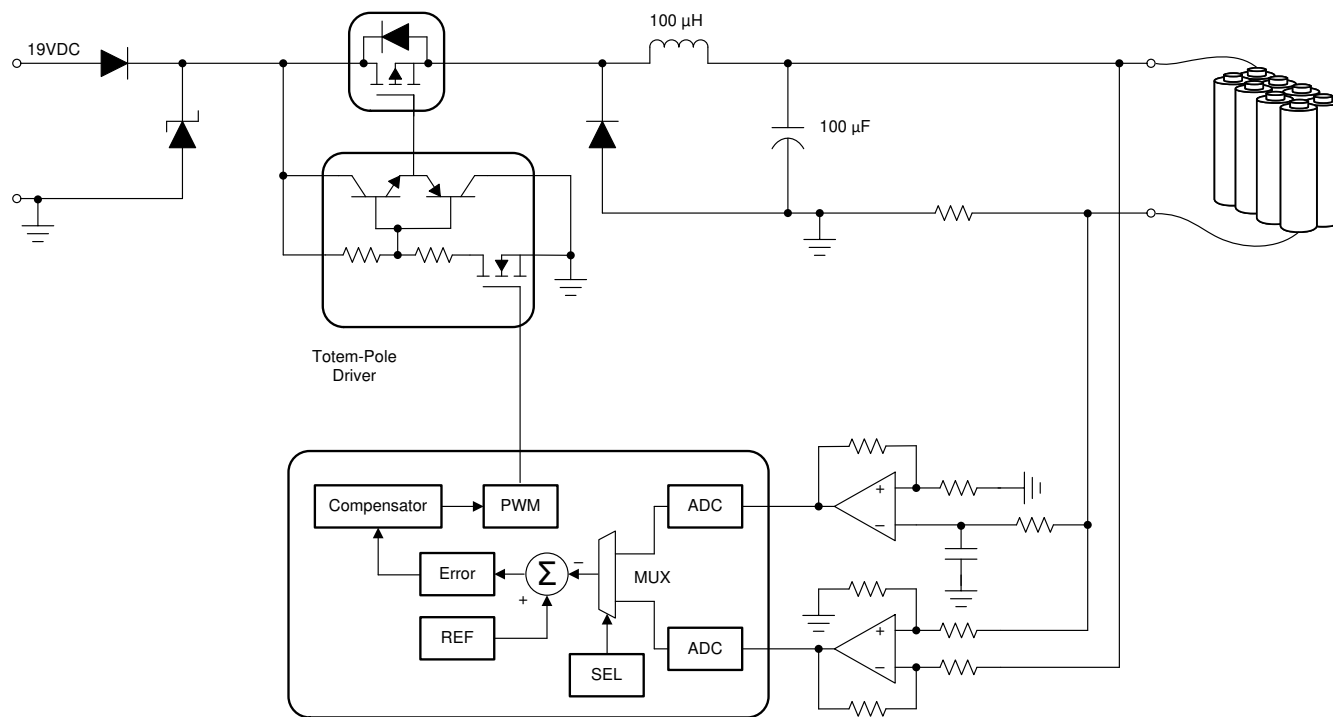 100 µH
19VDC
100 µF
Totem-Pole
Driver
Compensator
PWM
ADC
+
−
Error
Σ
−
MUX
+
REF
ADC
+
−
SEL